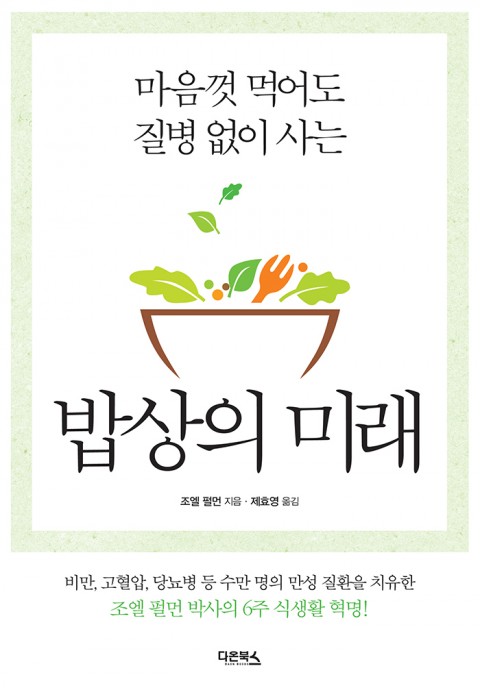 마음껏 먹어도
질병 없이 사는
밥상의 미래
조엘 펄먼 지음 · 제효영 옮김
비만, 고혈압, 당뇨병 등 수만 명의 만성 질환을 치유한
조엘 펄먼 박사의 6주 식생활 혁명!
다온북스
DAON BOOKS